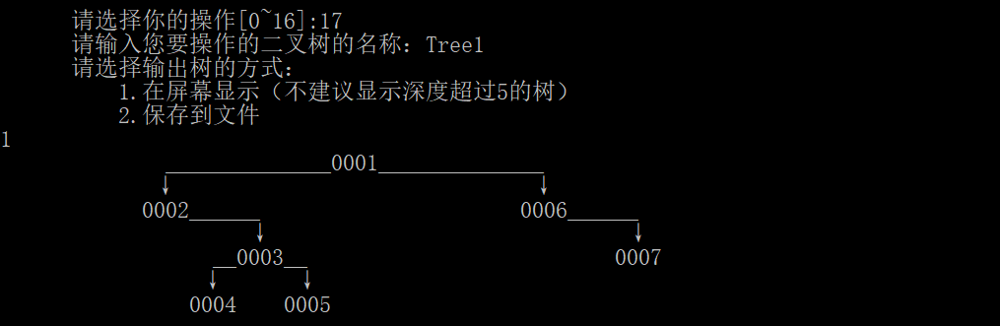 请选择你的操作[0~16]:17
请输入您要操作的二叉树的名称：Tree1
请选择输出树的方式：
1.在屏幕显示（不建议显示深度超过5的树）
2.保存到文件
1
_______________0001_______________
↓ ↓
0002______ 0006______
↓ ↓
__0003__ 0007
↓ ↓
0004 0005